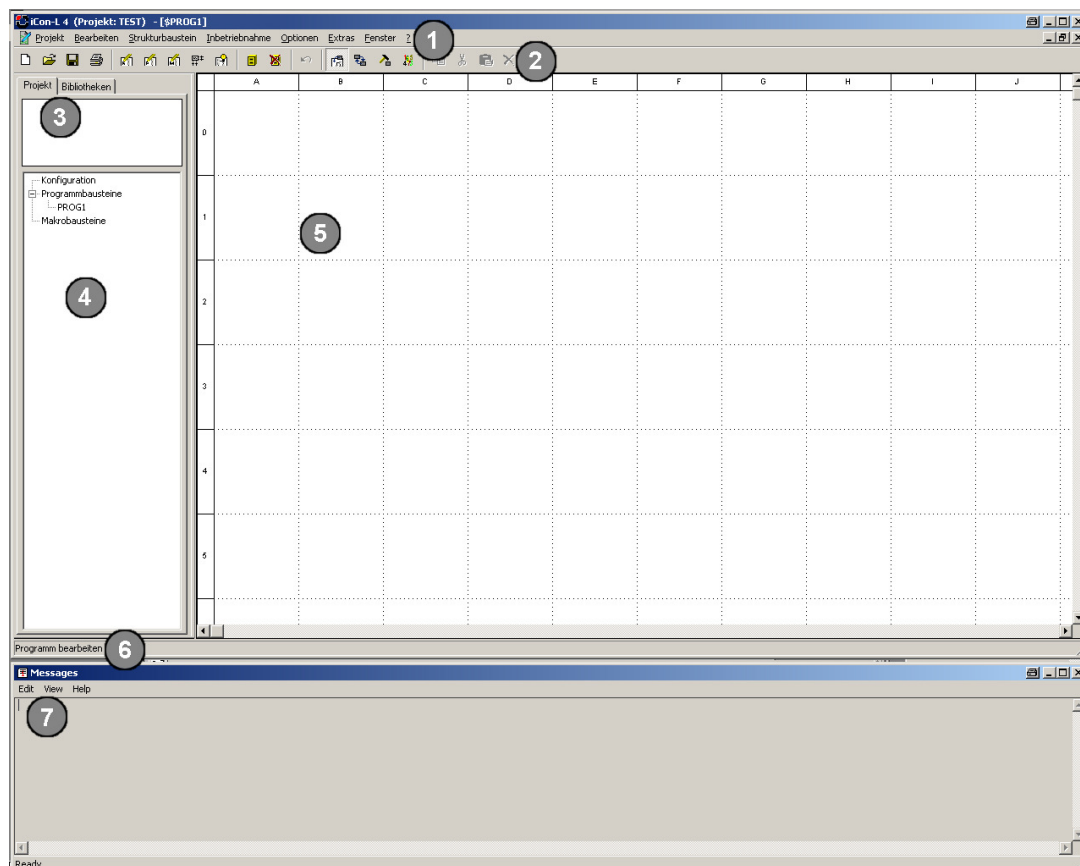 iCon-L 4 (Projekt: TEST) - [$PROG1]
Projekt Bearbeiten Strukturbaustein Inbetriebnahme Optionen Extras Fenster ?
1
2
Projekt Bibliotheken
A B C D E F G H I J
3
0
Konfiguration
Programmbausteine
PROG1
1
Makrobausteine
5
4
2
3
4
5
Programm bearbeiten
6
Messages
Edit View Help
7
Ready